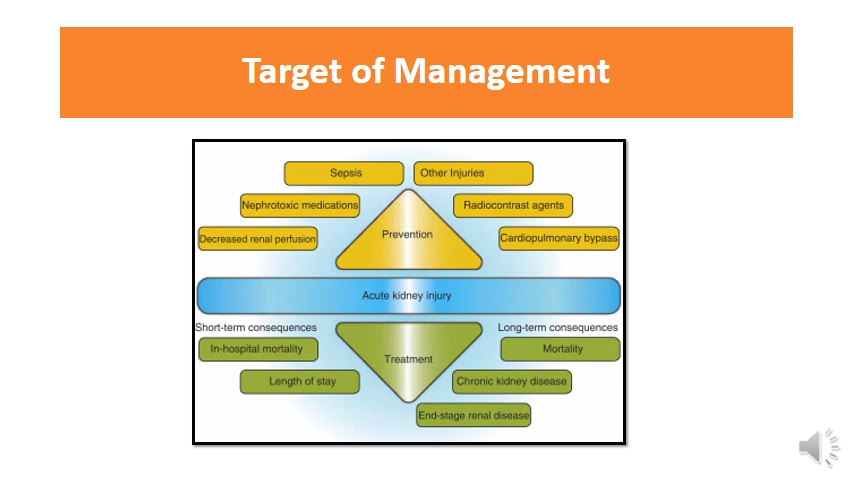 Target of Management
Sepsis
Other Injuries
Nephrotoxic medications
Radiocontrast agents
Decreased renal perfusion
Prevention
Cardiopulmonary bypass
Acute kidney injury
Short-term consequences
Long-term consequences
In-hospital mortality
Treatment
Mortality
Length of stay
Chronic kidney disease
End-stage renal disease